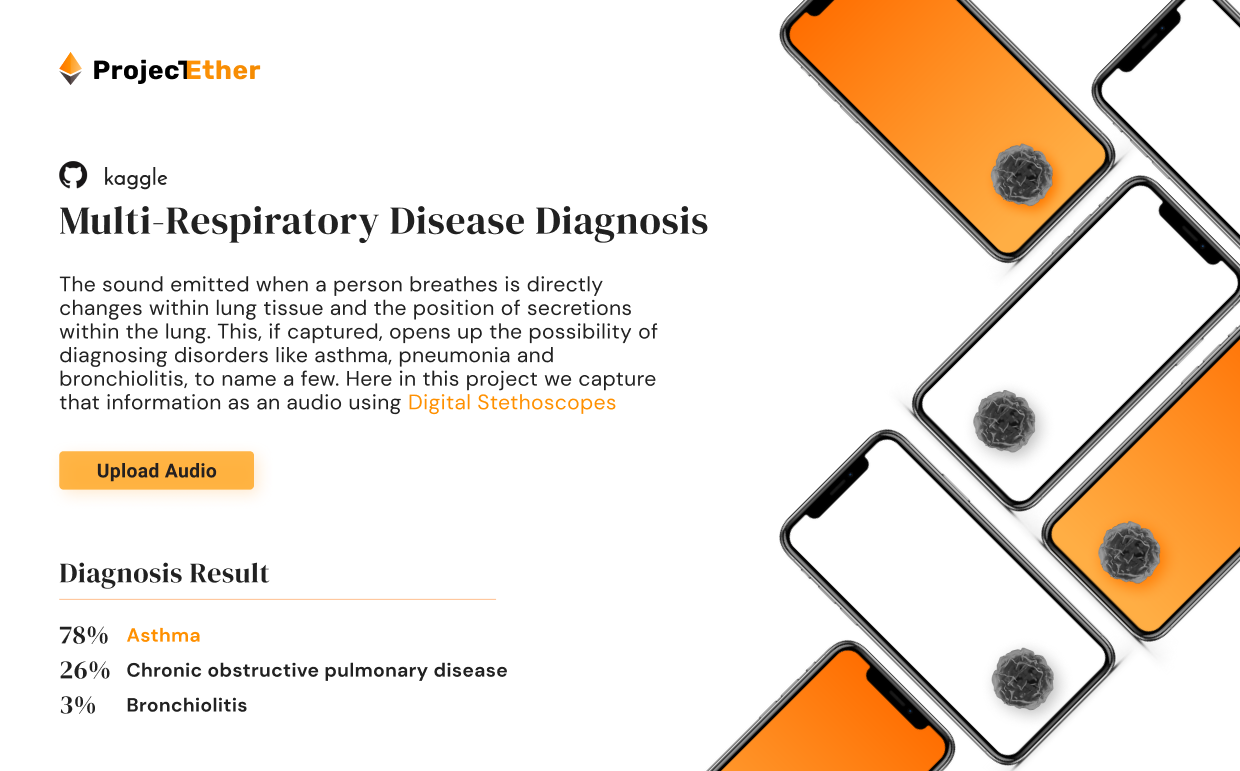 ProjecTEther
kaggle
Multi-Respiratory Disease Diagnosis
The sound emitted when a person breathes is directly
changes within lung tissue and the position of secretions
within the lung. This, if captured, opens up the possibility of
diagnosing disorders like asthma, pneumonia and
bronchiolitis, to name a few. Here in this project we capture
that information as an audio using Digital Stethoscopes
Upload Audio
Diagnosis Result
78% Asthma
26% Chronic obstructive pulmonary disease
3% Bronchiolitis